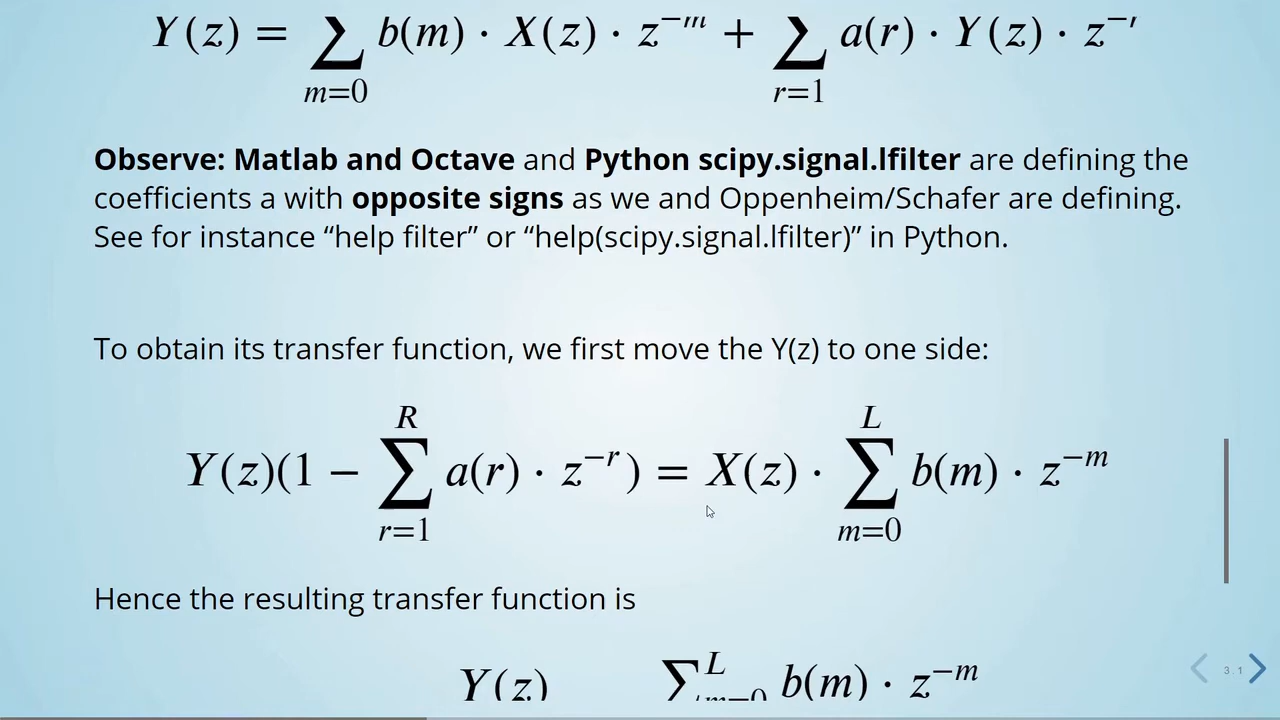 Y(z) = ∑ m=0 b(m) · X(z) · z^{−m} + ∑ r=1 a(r) · Y(z) · z^{−r}
Observe: Matlab and Octave and Python scipy.signal.lfilter are defining the
coefficients a with opposite signs as we and Oppenheim/Schafer are defining.
See for instance “help filter” or “help(scipy.signal.lfilter)” in Python.
To obtain its transfer function, we first move the Y(z) to one side:
Y(z)(1 − ∑_{r=1}^{R} a(r) · z^{−r}) = X(z) · ∑_{m=0}^{L} b(m) · z^{−m}
Hence the resulting transfer function is
Y(z) ∑_{m=0}^{L} b(m) · z^{−m}
3.1